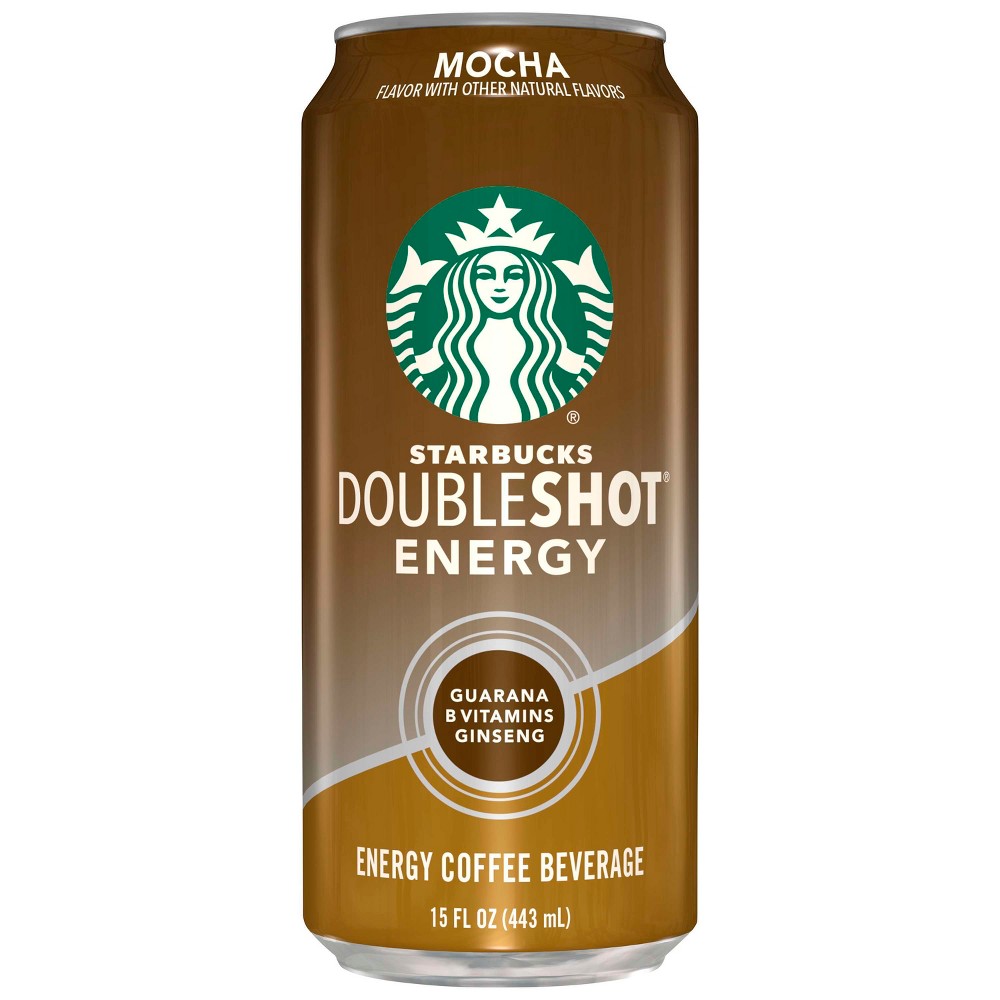 MOCHA
FLAVOR WITH OTHER NATURAL FLAVORS
®
STARBUCKS
DOUBLESHOT®
ENERGY
GUARANA
B VITAMINS
GINSENG
ENERGY COFFEE BEVERAGE
15 FL OZ (443 mL)